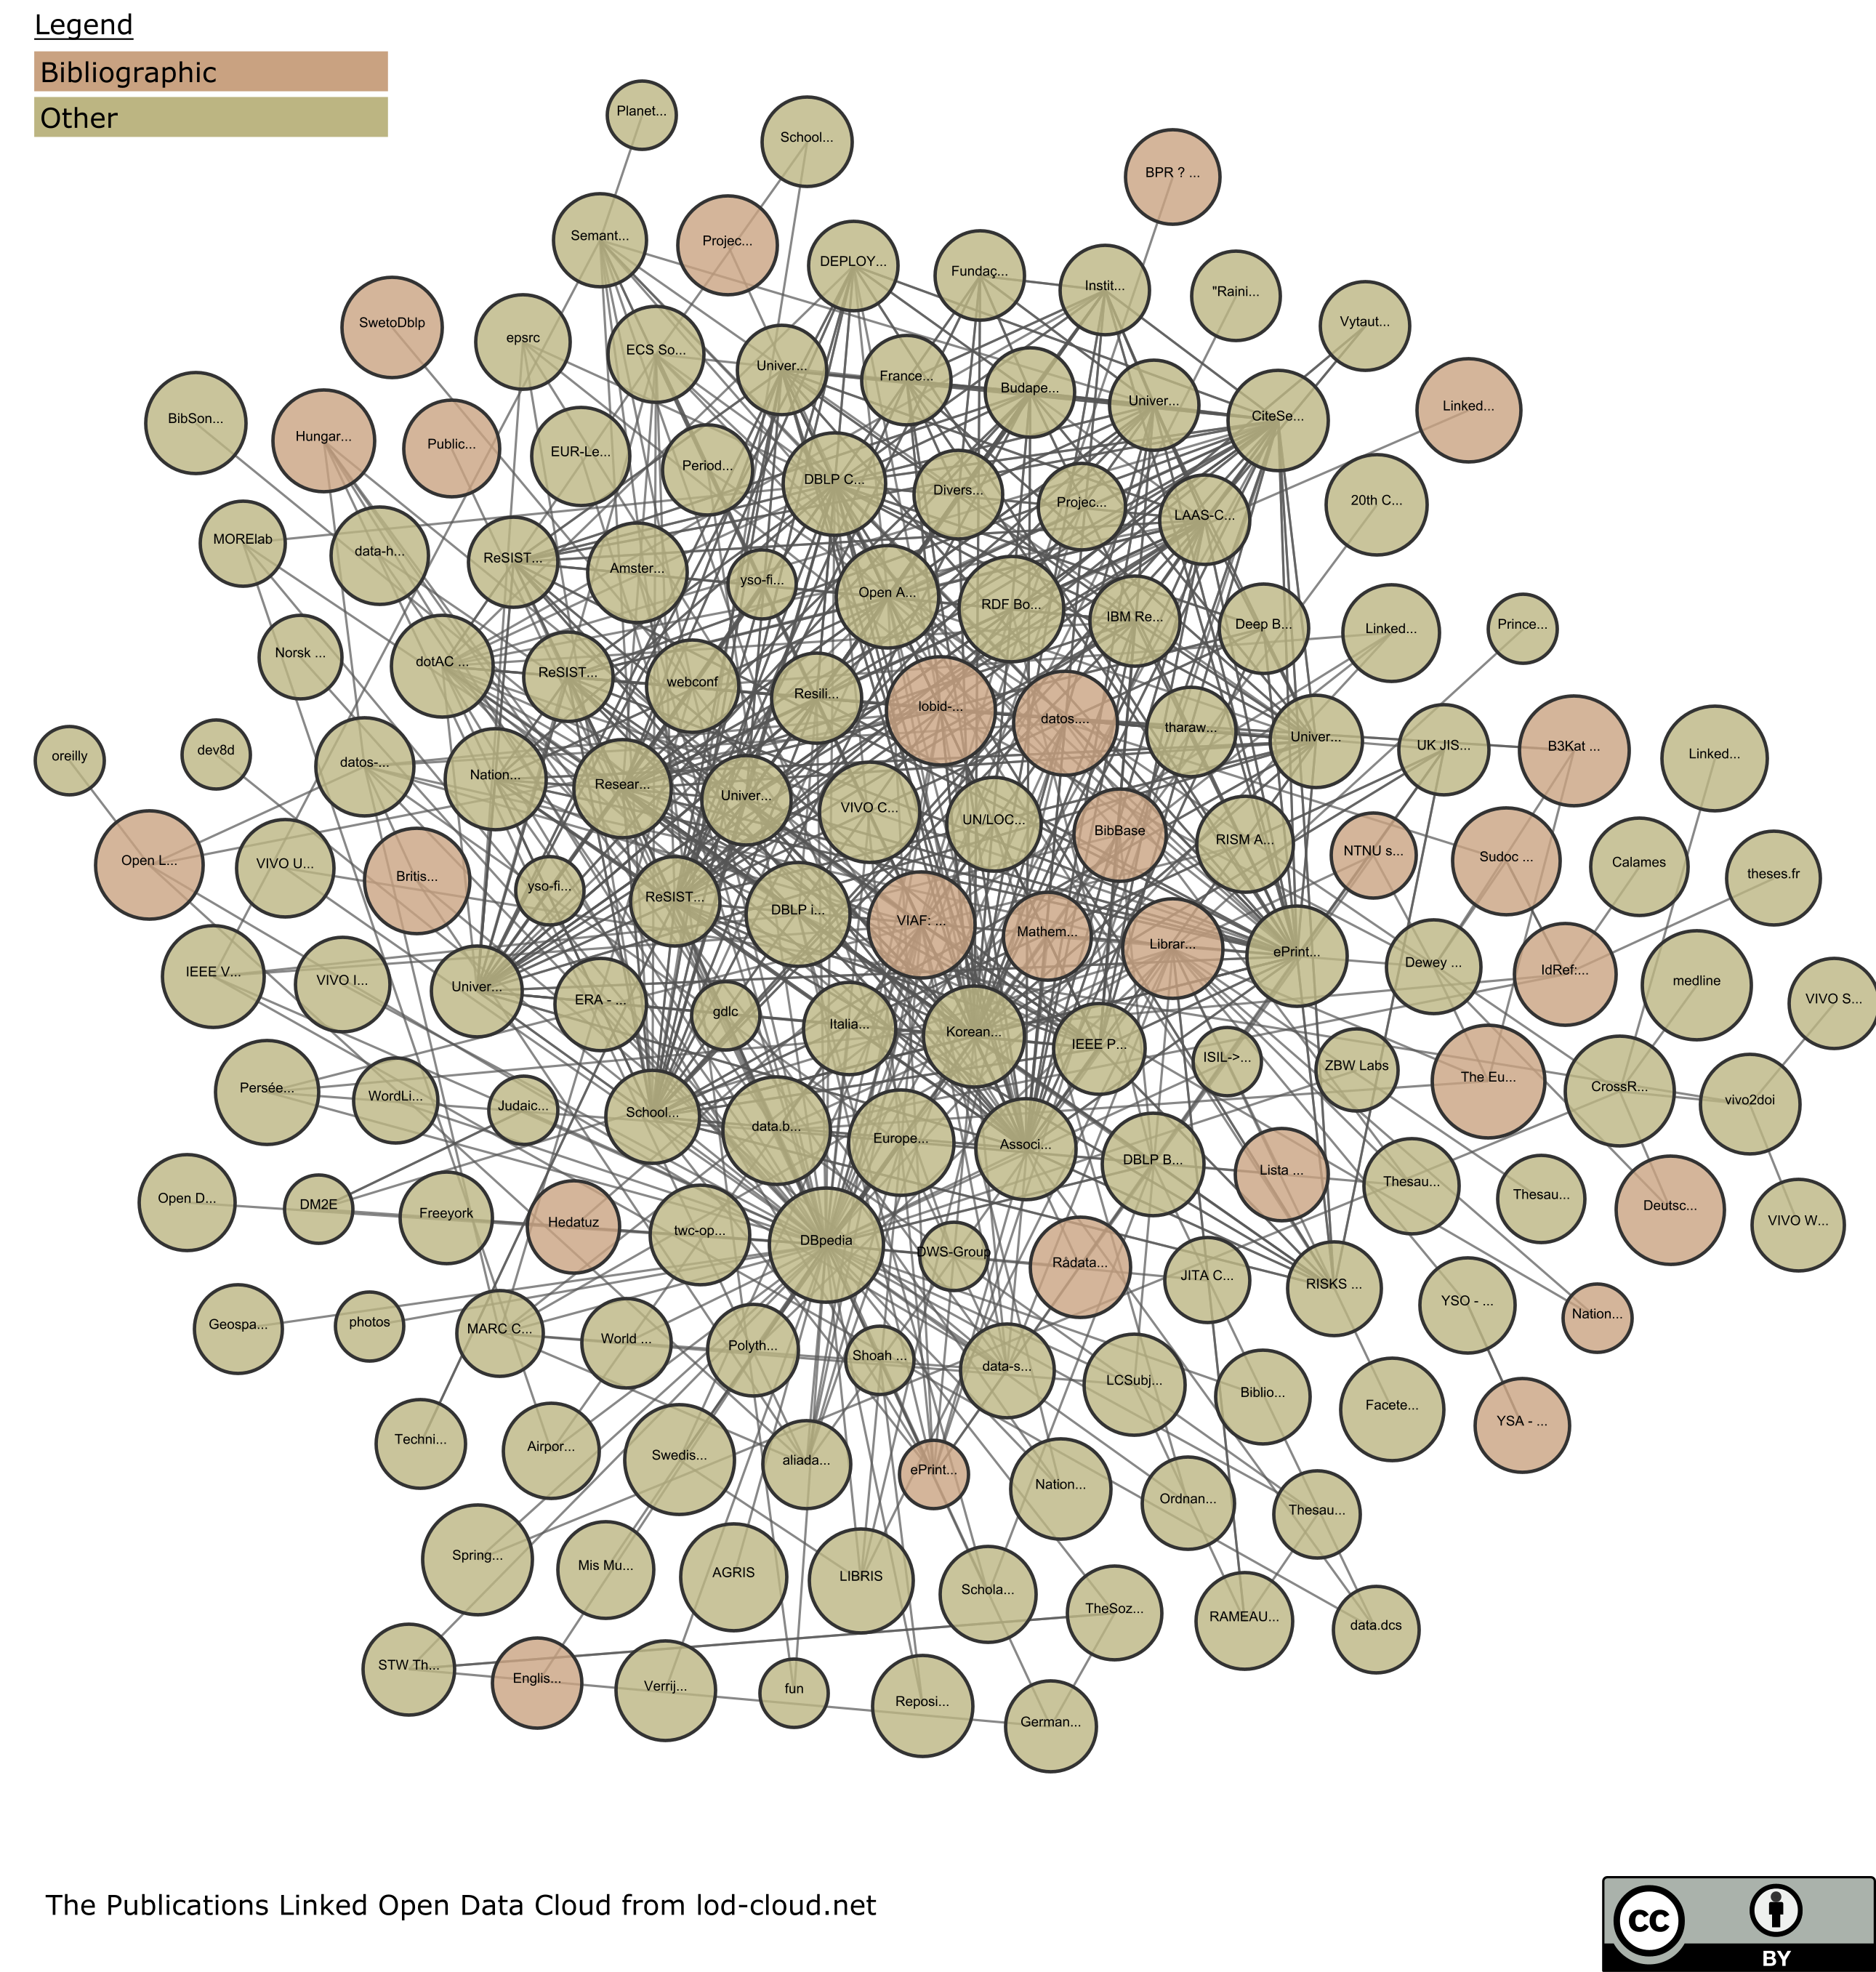 Legend
Bibliographic
Other
Planet...
School...
BPR ? ...
Semant...
Projec...
DEPLOY...
Fundaç...
Instit...
"Raini...
SwetoDblp
epsrc
ECS So...
Univer...
France...
Budape...
Univer...
CiteSe...
Vytaut...
Linked...
BibSon...
Hungar...
Public...
EUR-Le...
Period...
DBLP C...
Divers...
Projec...
LAAS-C...
20th C...
MORElab
data-h...
ReSIST...
Amster...
yso-fi...
Open A...
RDF Bo...
IBM Re...
Deep B...
Linked...
Prince...
Norsk ...
dotAC ...
ReSIST...
webconf
Resili...
lobid-...
datos....
tharaw...
Univer...
UK JIS...
B3Kat ...
Linked...
oreilly
dev8d
datos-...
Nation...
Resear...
Univer...
VIVO C...
UN/LOC...
BibBase
RISM A...
NTNU s...
Sudoc ...
Calames
theses.fr
Open L...
VIVO U...
Britis...
yso-fi...
ReSIST...
DBLP i...
VIAF: ...
Mathem...
Librar...
ePrint...
Dewey ...
IdRef:...
medline
VIVO S...
IEEE V...
VIVO I...
Univer...
ERA - ...
gdlc
Italia...
Korean...
IEEE P...
ISIL->...
ZBW Labs
The Eu...
CrossR...
vivo2doi
Persée...
WordLi...
Judaic...
School...
data.b...
Europe...
Associ...
DBLP B...
Lista ...
Thesau...
Thesau...
Deutsc...
VIVO W...
Open D...
DM2E
Freeyork
Hedatuz
twc-op...
DBpedia
DWS-Group
Rådata...
JITA C...
RISKS ...
YSO - ...
Nation...
Geospa...
photos
MARC C...
World ...
Polyth...
Shoah ...
data-s...
LCSubj...
Biblio...
Facete...
YSA - ...
Techni...
Airpor...
Swedis...
aliada...
ePrint...
Nation...
Ordnan...
Thesau...
Spring...
Mis Mu...
AGRIS
LIBRIS
Schola...
TheSoz...
RAMEAU...
data.dcs
STW Th...
Englis...
Verrij...
fun
Reposi...
German...
The Publications Linked Open Data Cloud from lod-cloud.net
cc
BY